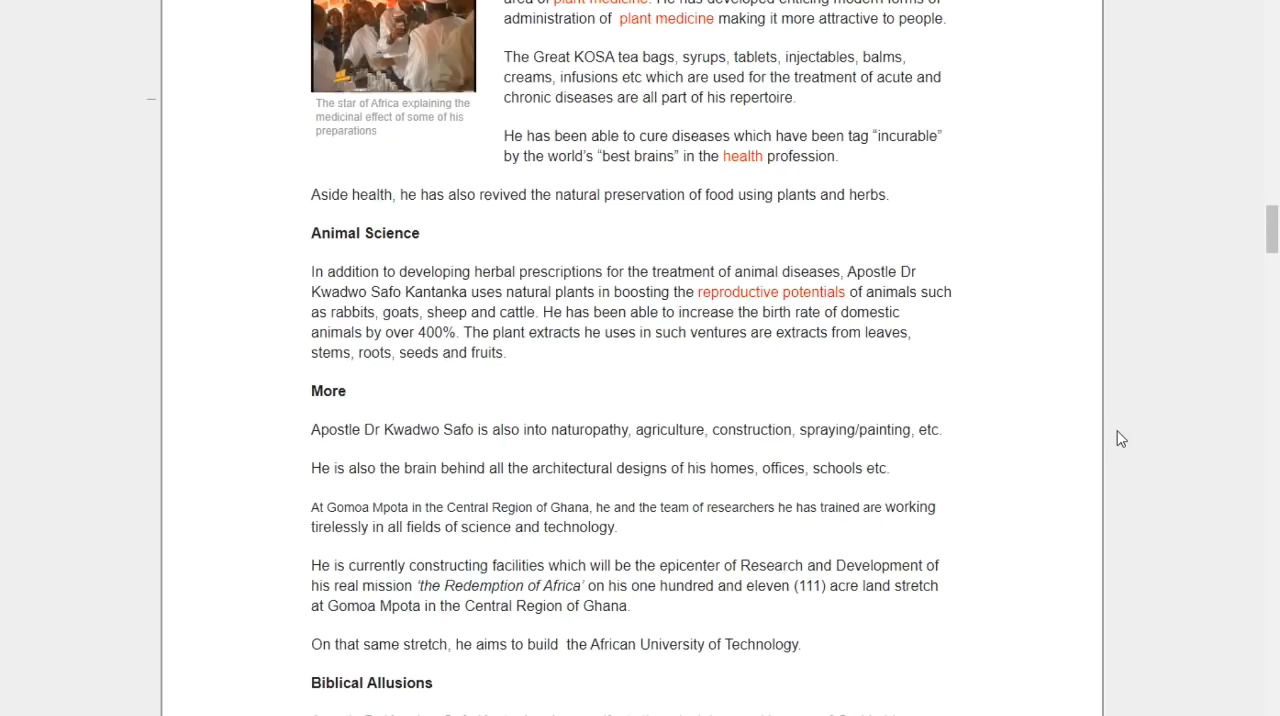 area of plant medicine. He has developed enticing modern forms of
administration of plant medicine making it more attractive to people.
The Great KOSA tea bags, syrups, tablets, injectables, balms,
creams, infusions etc which are used for the treatment of acute and
chronic diseases are all part of his repertoire.
The star of Africa explaining the
medicinal effect of some of his
preparations
He has been able to cure diseases which have been tag “incurable”
by the world’s “best brains” in the health profession.
Aside health, he has also revived the natural preservation of food using plants and herbs.
Animal Science
In addition to developing herbal prescriptions for the treatment of animal diseases, Apostle Dr
Kwadwo Safo Kantanka uses natural plants in boosting the reproductive potentials of animals such
as rabbits, goats, sheep and cattle. He has been able to increase the birth rate of domestic
animals by over 400%. The plant extracts he uses in such ventures are extracts from leaves,
stems, roots, seeds and fruits.
More
Apostle Dr Kwadwo Safo is also into naturopathy, agriculture, construction, spraying/painting, etc.
He is also the brain behind all the architectural designs of his homes, offices, schools etc.
At Gomoa Mpota in the Central Region of Ghana, he and the team of researchers he has trained are working
tirelessly in all fields of science and technology.
He is currently constructing facilities which will be the epicenter of Research and Development of
his real mission ‘the Redemption of Africa’ on his one hundred and eleven (111) acre land stretch
at Gomoa Mpota in the Central Region of Ghana.
On that same stretch, he aims to build the African University of Technology.
Biblical Allusions